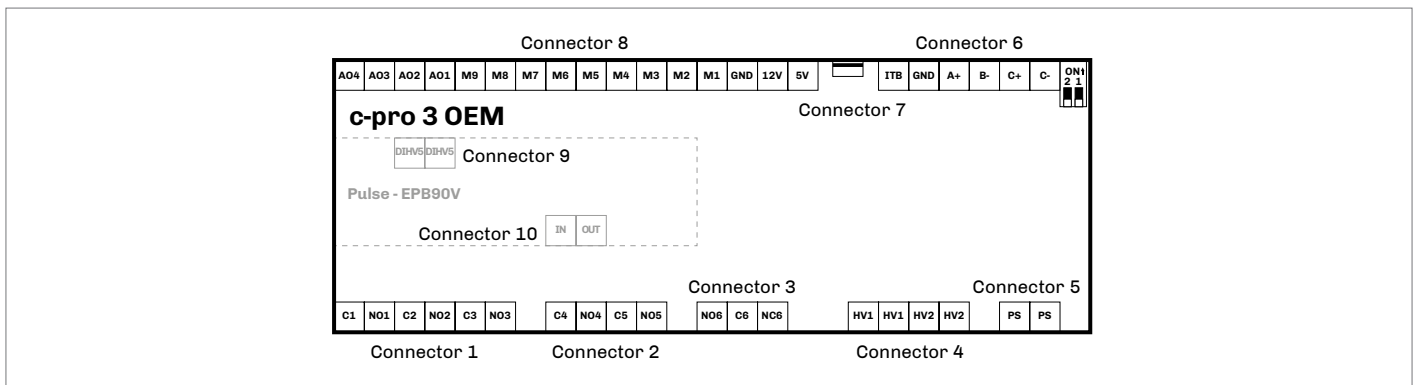 Connector 8 Connector 6
AO4 AO3 AO2 AO1 M9 M8 M7 M6 M5 M4 M3 M2 M1 GND 12V 5V ITB GND A+ B- C+ C- ON↑
2 1
Connector 7
c-pro 3 OEM
DIHV5 DIHV5 Connector 9
Pulse - EPB90V
Connector 10 IN OUT
Connector 3 Connector 5
C1 NO1 C2 NO2 C3 NO3 C4 NO4 C5 NO5 NO6 C6 NC6 HV1 HV1 HV2 HV2 PS PS
Connector 1 Connector 2 Connector 4